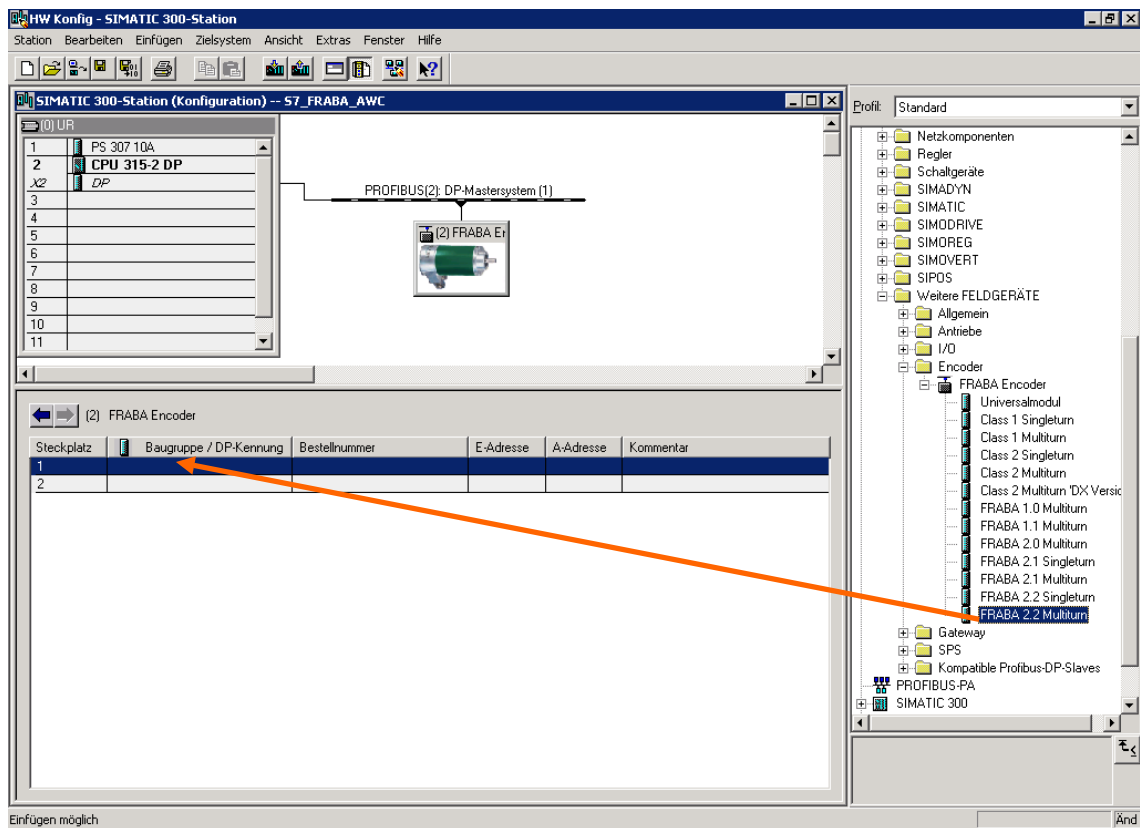 HW Konfig - SIMATIC 300-Station
Station Bearbeiten Einfügen Zielsystem Ansicht Extras Fenster Hilfe
SIMATIC 300-Station (Konfiguration) -- S7_FRABA_AWC
(0) UR
1 PS 307 10A
2 CPU 315-2 DP
X2 DP
3
4
5
6
7
8
9
10
11
PROFIBUS(2): DP-Mastersystem (1)
(2) FRABA Er
(2) FRABA Encoder
Steckplatz Baugruppe / DP-Kennung Bestellnummer E-Adresse A-Adresse Kommentar
1
2
Profil: Standard
Netzkomponenten
Regler
Schaltgeräte
SIMADYN
SIMATIC
SIMODRIVE
SIMOREG
SIMOVERT
SIPOS
Weitere FELDGERÄTE
Allgemein
Antriebe
I/O
Encoder
FRABA Encoder
Universalmodul
Class 1 Singleturn
Class 1 Multiturn
Class 2 Singleturn
Class 2 Multiturn
Class 2 Multiturn 'DX Versic
FRABA 1.0 Multiturn
FRABA 1.1 Multiturn
FRABA 2.0 Multiturn
FRABA 2.1 Singleturn
FRABA 2.1 Multiturn
FRABA 2.2 Singleturn
FRABA 2.2 Multiturn
Gateway
SPS
Kompatible Profibus-DP-Slaves
PROFIBUS-PA
SIMATIC 300
Einfügen möglich
Änd